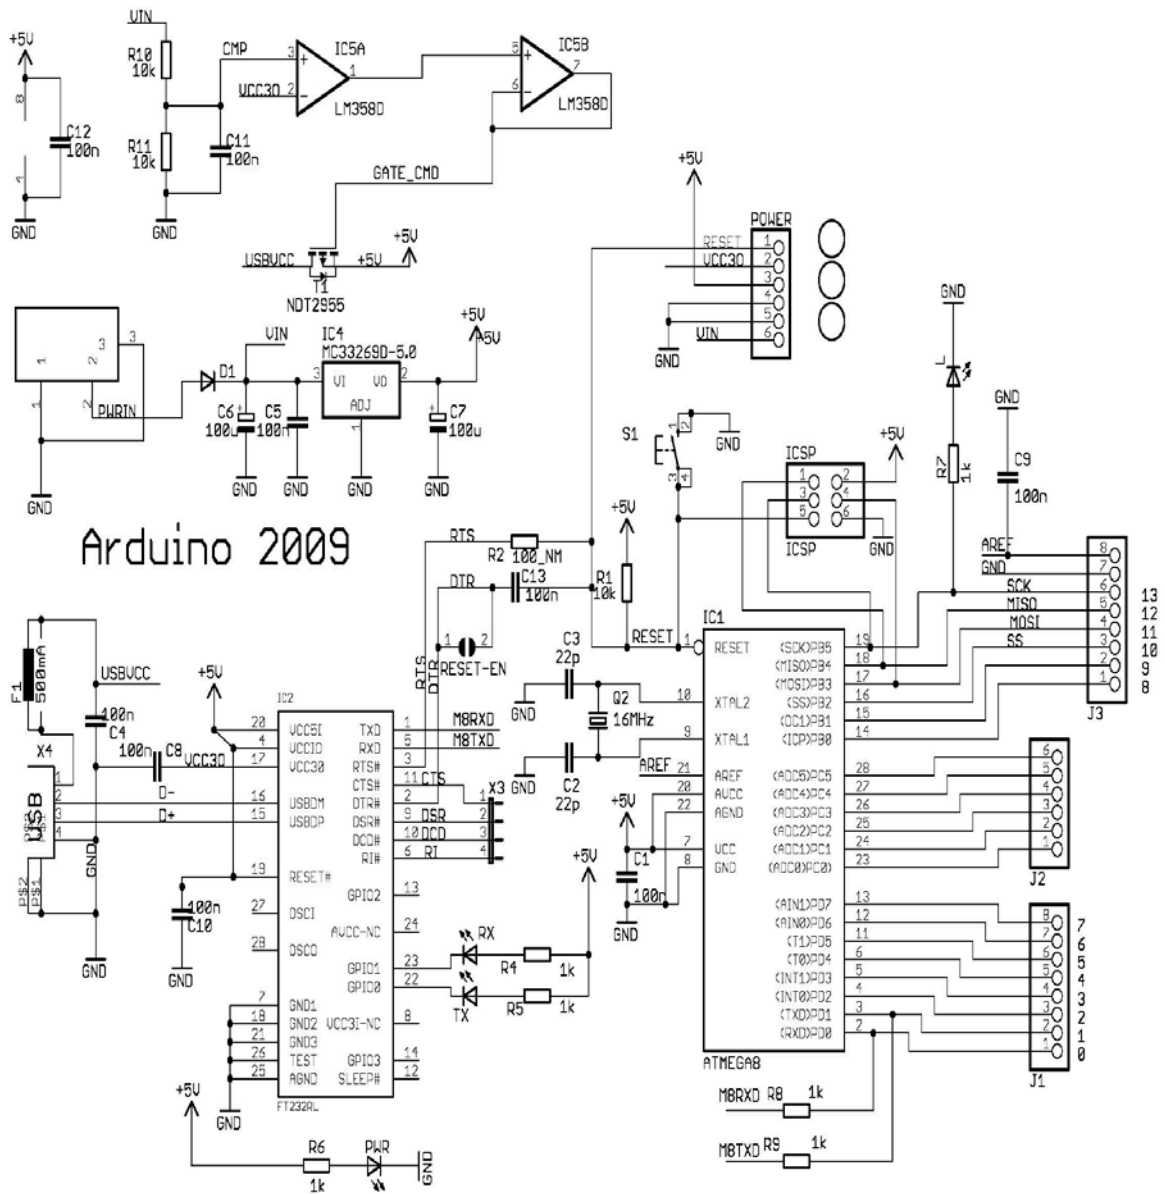 VIN
+5V
R10
10k
CMP
3
+
IC5A
1
VCC3O
2
-
LM358D
5
+
IC5B
7
6
-
LM358D
8
C12
100n
4
GND
R11
10k
C11
100n
GND
GATE_CMD
+5V
USBVCC
+5V
T1
NDT2955
+5V
POWER
RESET 1
VCC3O 2
3
4
5
VIN 6
GND
3
3
1
2
1
2
PWRIN
GND
D1
VIN
IC4
MC33269D-5.0
3
VI
VO
2
ADJ
1
+5V
+5V
C6
100u
C5
100n
C7
100u
GND
GND
GND
GND
Arduino 2009
GND
L
R7
1k
GND
C9
100n
S1
1
2
3
4
GND
ICSP
1 2
3 4
5 6
ICSP
+5V
GND
RTS
R2 100_NM
DTR
C13
100n
+5V
R1
10k
1 2
RESET-EN
RTS
DTR
RESET
AREF
GND
SCK
MISO
MOSI
SS
8
7
6
5
4
3
2
1
13
12
11
10
9
8
J3
IC1
1 RESET
10 XTAL2
9 XTAL1
AREF 21 AREF
20 AVCC
22 AGND
7 VCC
8 GND
(SCK)PB5 19
(MISO)PB4 18
(MOSI)PB3 17
(SS)PB2 16
(OC1)PB1 15
(ICP)PB0 14
(ADC5)PC5 28
(ADC4)PC4 27
(ADC3)PC3 26
(ADC2)PC2 25
(ADC1)PC1 24
(ADC0)PC0) 23
(AIN1)PD7 13
(AIN0)PD6 12
(T1)PD5 11
(T0)PD4 6
(INT1)PD3 5
(INT0)PD2 4
(TXD)PD1 3
(RXD)PD0 2
ATMEGA8
C3
22p
GND
Q2
16MHz
GND
C2
22p
+5V
C1
100n
GND
6
5
4
3
2
1
J2
8
7
6
5
4
3
2
1
7
6
5
4
3
2
1
0
J1
M8RXD R8 1k
M8TXD R9 1k
F1
500mA
USBVCC
100n
C4
100n C8
VCC3O
X4
USB
1
2
3
4
P$2
P$1
D-
D+
GND
GND
+5V
IC2
20 VCC5I
4 VCCIO
17 VCC3O
16 USBDM
15 USBDP
19 RESET#
27 OSCI
28 OSCO
7 GND1
18 GND2
21 GND3
26 TEST
25 AGND
TXD 1 M8RXD
RXD 5 M8TXD
RTS# 3
CTS# 11 CTS
DTR# 2
DSR# 9 DSR
DCD# 10 DCD
RI# 6 RI
GPIO2 13
AVCC-NC 24
GPIO1 23
GPIO0 22
VCC3I-NC 8
GPIO3 14
SLEEP# 12
FT232RL
X3
1
2
3
4
100n
C10
GND
GND
+5V
RX
R4 1k
TX
R5 1k
+5V
R6
1k
PWR
GND